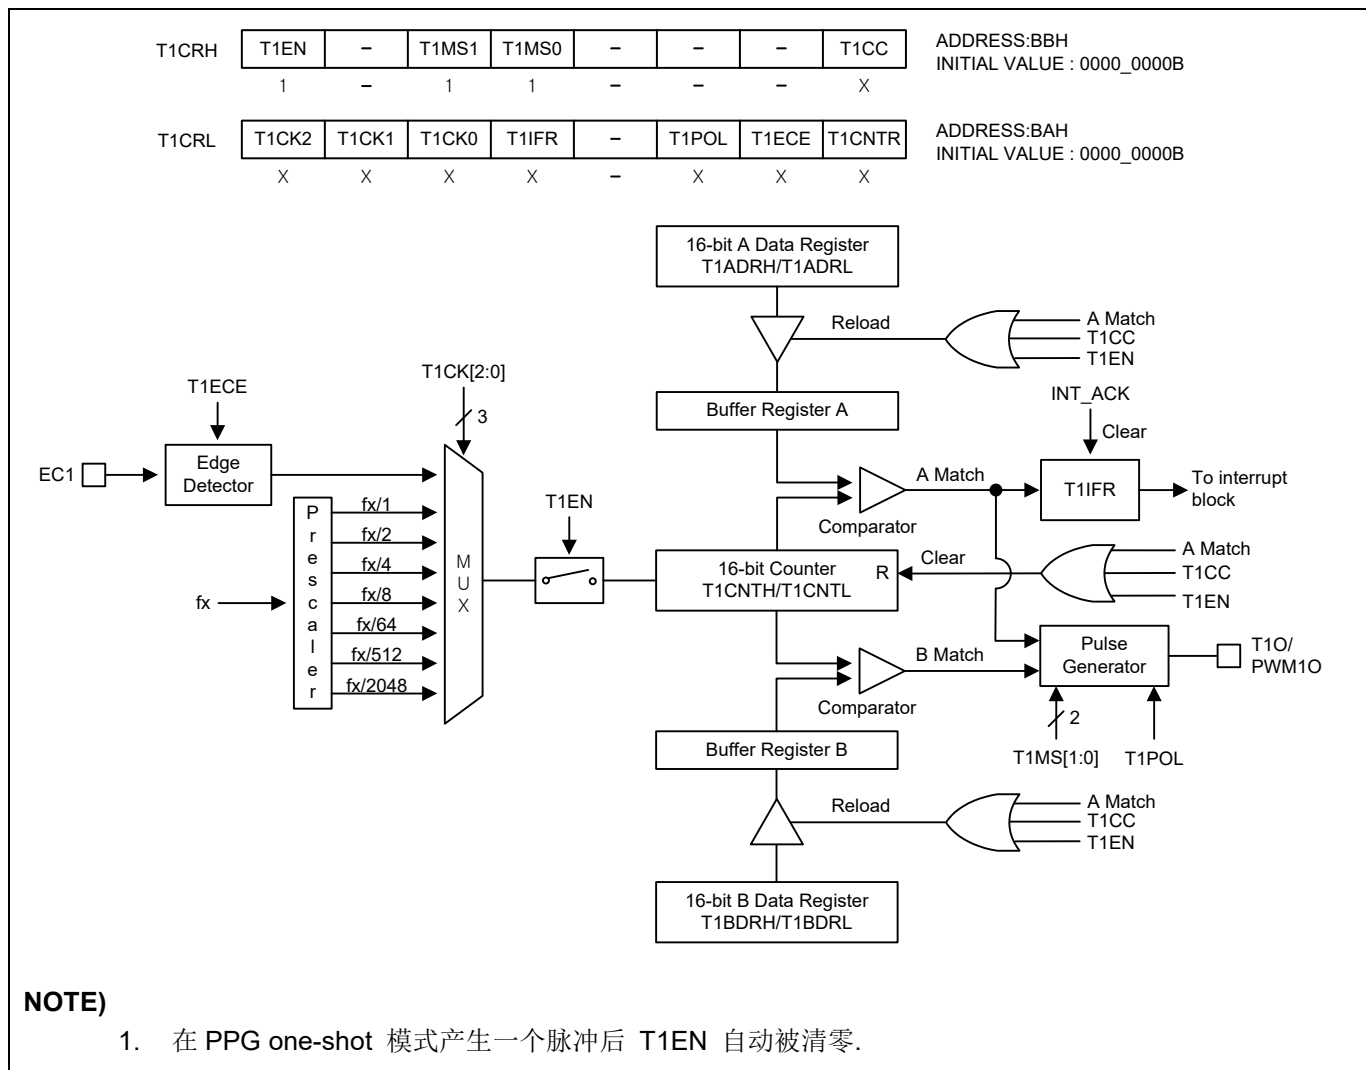 T1CRH T1EN – T1MS1 T1MS0 – – – T1CC ADDRESS:BBH
INITIAL VALUE : 0000_0000B
1 – 1 1 – – – X
T1CRL T1CK2 T1CK1 T1CK0 T1IFR – T1POL T1ECE T1CNTR ADDRESS:BAH
INITIAL VALUE : 0000_0000B
X X X X – X X X
16-bit A Data Register
T1ADRH/T1ADRL
Reload
A Match
T1CC
T1EN
T1ECE
T1CK[2:0]
3
Buffer Register A
INT_ACK
Clear
EC1
Edge
Detector
A Match
T1IFR
To interrupt
block
Comparator
Prescaler
fx
fx/1
fx/2
fx/4
fx/8
fx/64
fx/512
fx/2048
MUX
T1EN
16-bit Counter
T1CNTH/T1CNTL
R
Clear
A Match
T1CC
T1EN
B Match
Comparator
Pulse
Generator
T1O/
PWM1O
2
T1MS[1:0]
T1POL
Buffer Register B
Reload
A Match
T1CC
T1EN
16-bit B Data Register
T1BDRH/T1BDRL
NOTE)
1. 在 PPG one-shot 模式产生一个脉冲后 T1EN 自动被清零.